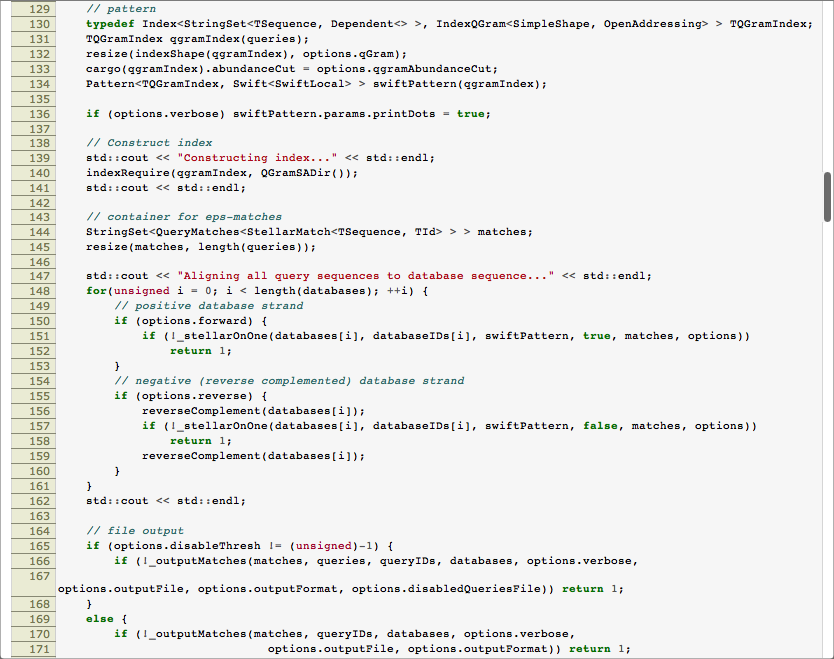 129 // pattern
130 typedef Index<StringSet<TSequence, Dependent<> >, IndexQGram<SimpleShape, OpenAddressing> > TQGramIndex;
131 TQGramIndex qgramIndex(queries);
132 resize(indexShape(qgramIndex), options.qGram);
133 cargo(qgramIndex).abundanceCut = options.qgramAbundanceCut;
134 Pattern<TQGramIndex, Swift<SwiftLocal> > swiftPattern(qgramIndex);
135
136 if (options.verbose) swiftPattern.params.printDots = true;
137
138 // Construct index
139 std::cout << "Constructing index..." << std::endl;
140 indexRequire(qgramIndex, QGramSADir());
141 std::cout << std::endl;
142
143 // container for eps-matches
144 StringSet<QueryMatches<StellarMatch<TSequence, TId> > > matches;
145 resize(matches, length(queries));
146
147 std::cout << "Aligning all query sequences to database sequence..." << std::endl;
148 for(unsigned i = 0; i < length(databases); ++i) {
149 // positive database strand
150 if (options.forward) {
151 if (!_stellarOnOne(databases[i], databaseIDs[i], swiftPattern, true, matches, options))
152 return 1;
153 }
154 // negative (reverse complemented) database strand
155 if (options.reverse) {
156 reverseComplement(databases[i]);
157 if (!_stellarOnOne(databases[i], databaseIDs[i], swiftPattern, false, matches, options))
158 return 1;
159 reverseComplement(databases[i]);
160 }
161 }
162 std::cout << std::endl;
163
164 // file output
165 if (options.disableThresh != (unsigned)-1) {
166 if (!_outputMatches(matches, queries, queryIDs, databases, options.verbose,
167
options.outputFile, options.outputFormat, options.disabledQueriesFile)) return 1;
168 }
169 else {
170 if (!_outputMatches(matches, queryIDs, databases, options.verbose,
171 options.outputFile, options.outputFormat)) return 1;